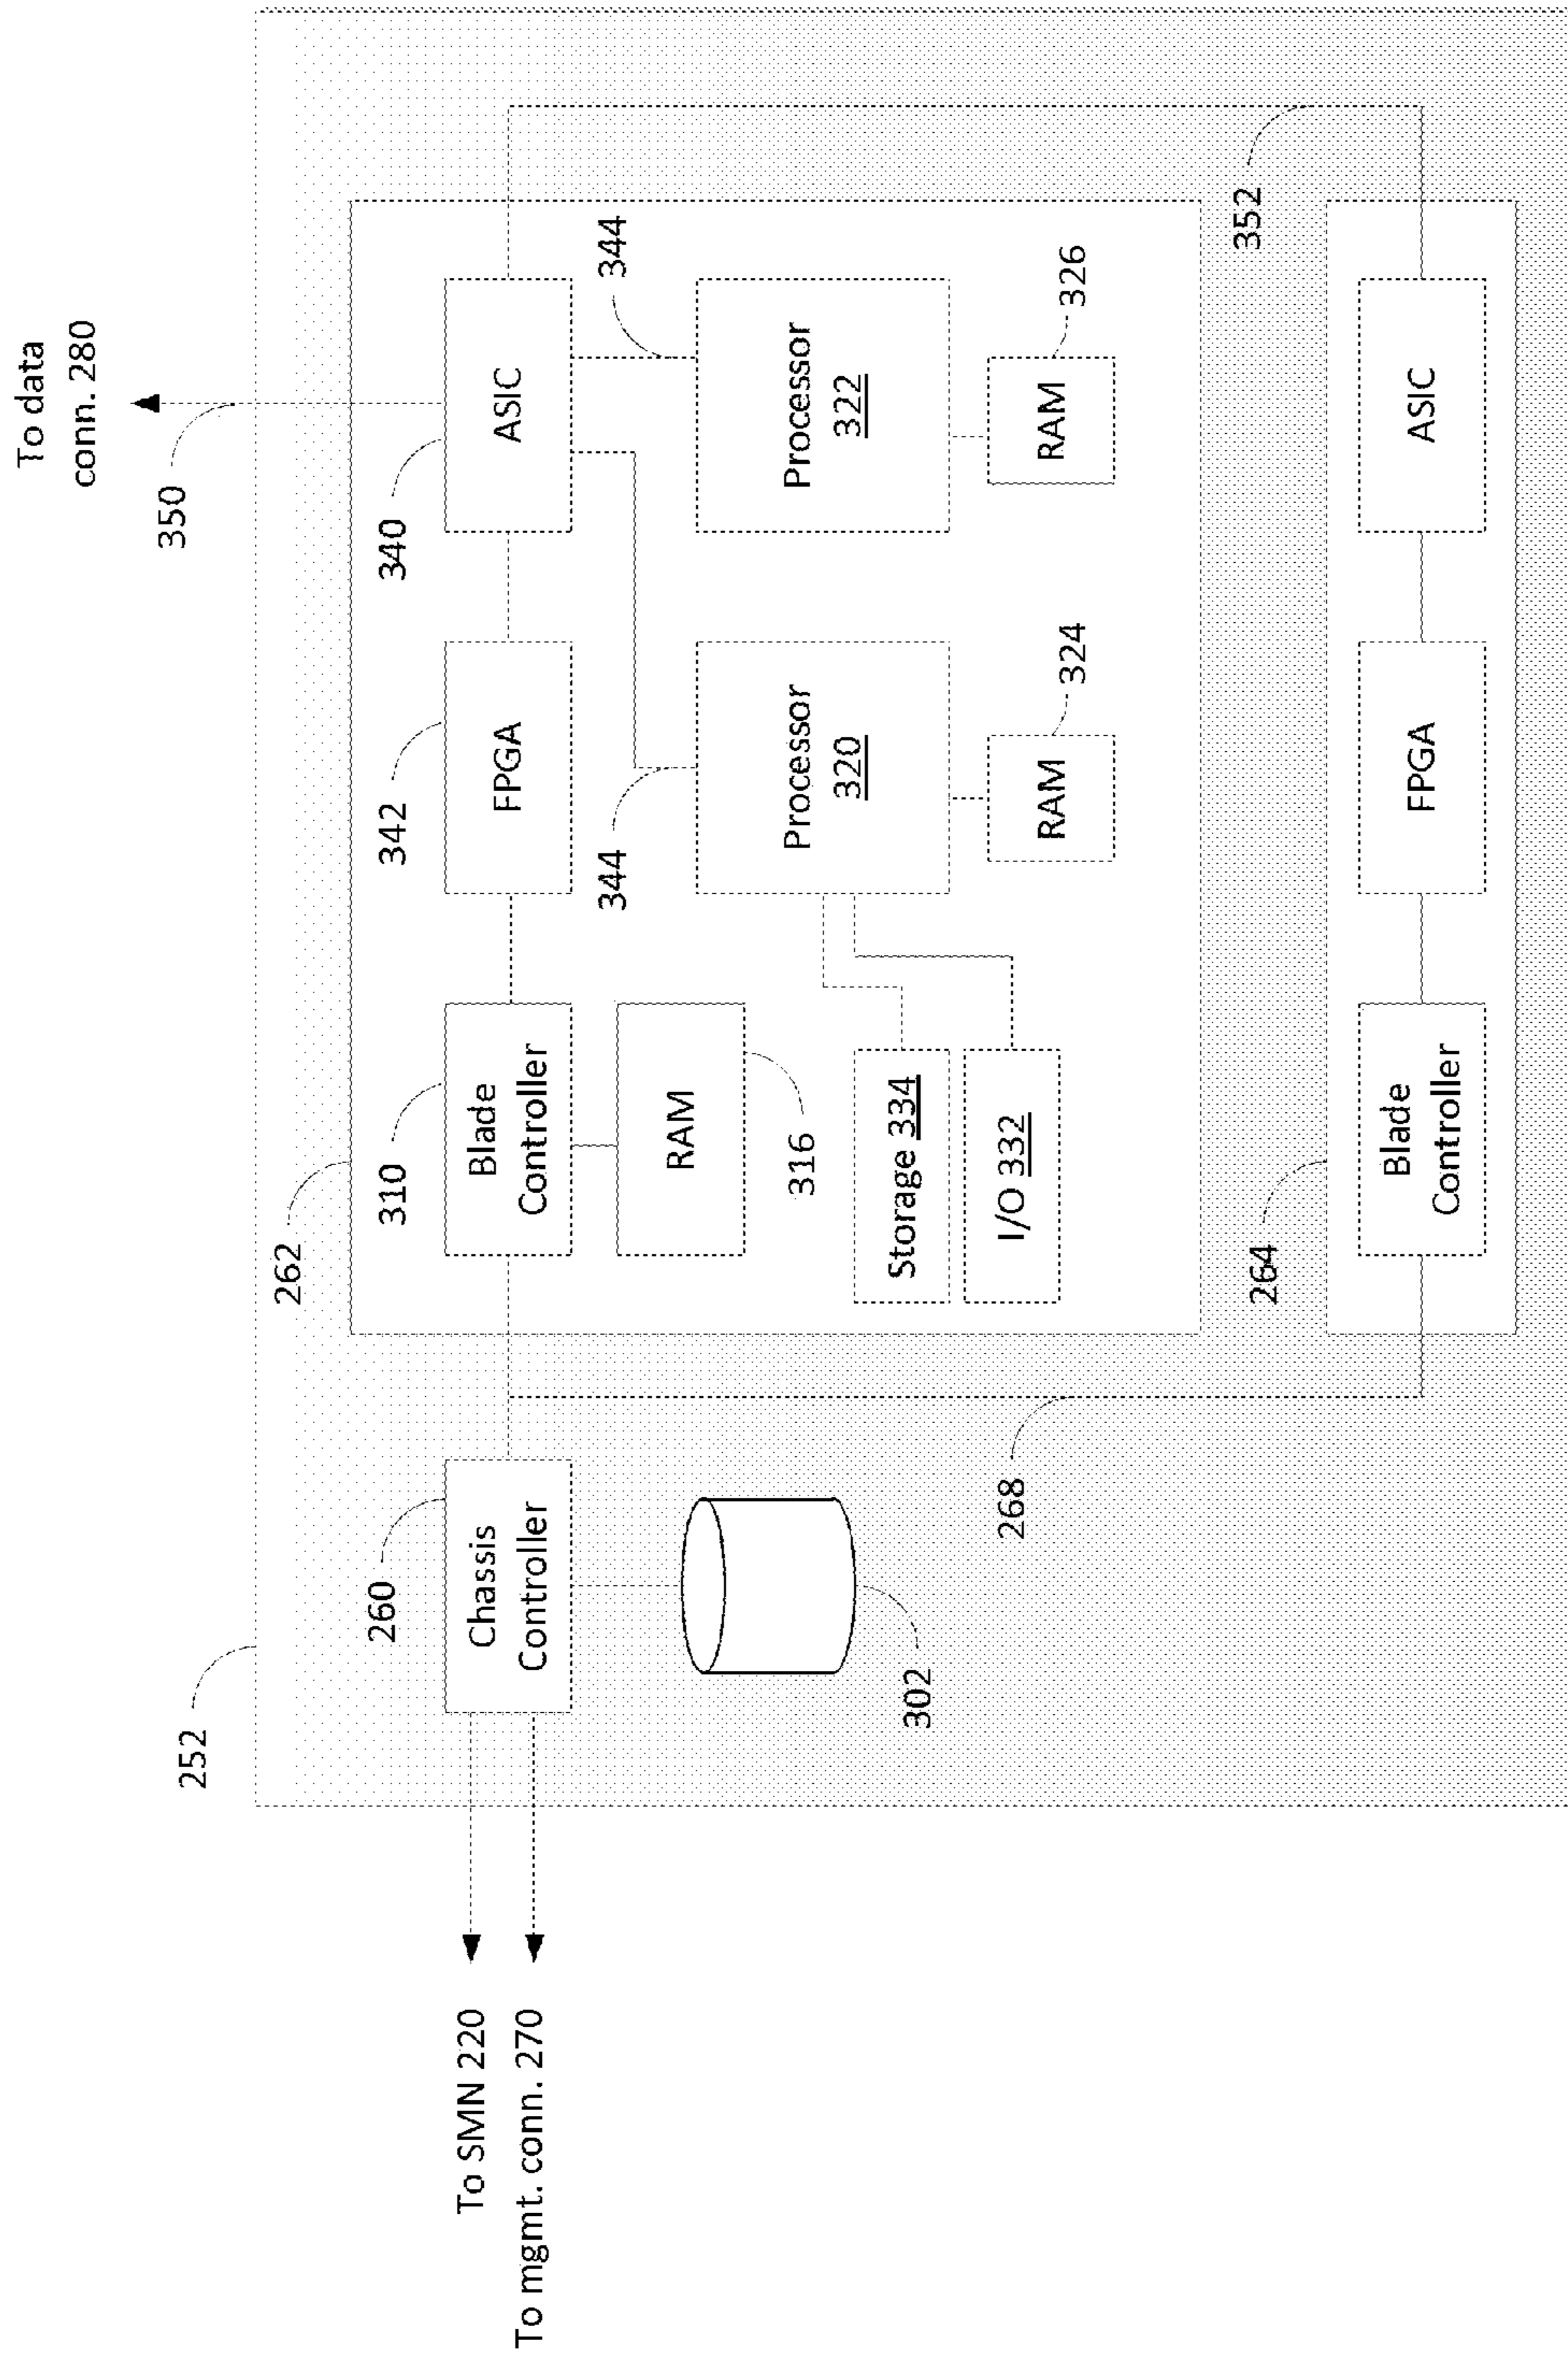 To data
conn. 280
350
252
262
260
Chassis
Controller
310
Blade
Controller
342
FPGA
340
ASIC
344
344
RAM
316
Processor
320
Processor
322
302
Storage 334
I/O 332
RAM
324
RAM
326
268
264
352
Blade
Controller
FPGA
ASIC
To SMN 220
To mgmt. conn. 270